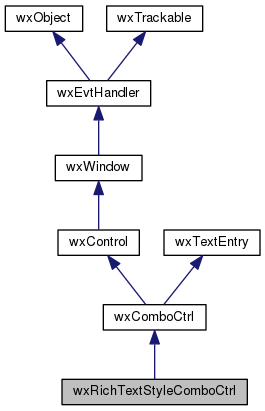 wxObject
wxTrackable
wxEvtHandler
wxWindow
wxControl
wxTextEntry
wxComboCtrl
wxRichTextStyleComboCtrl